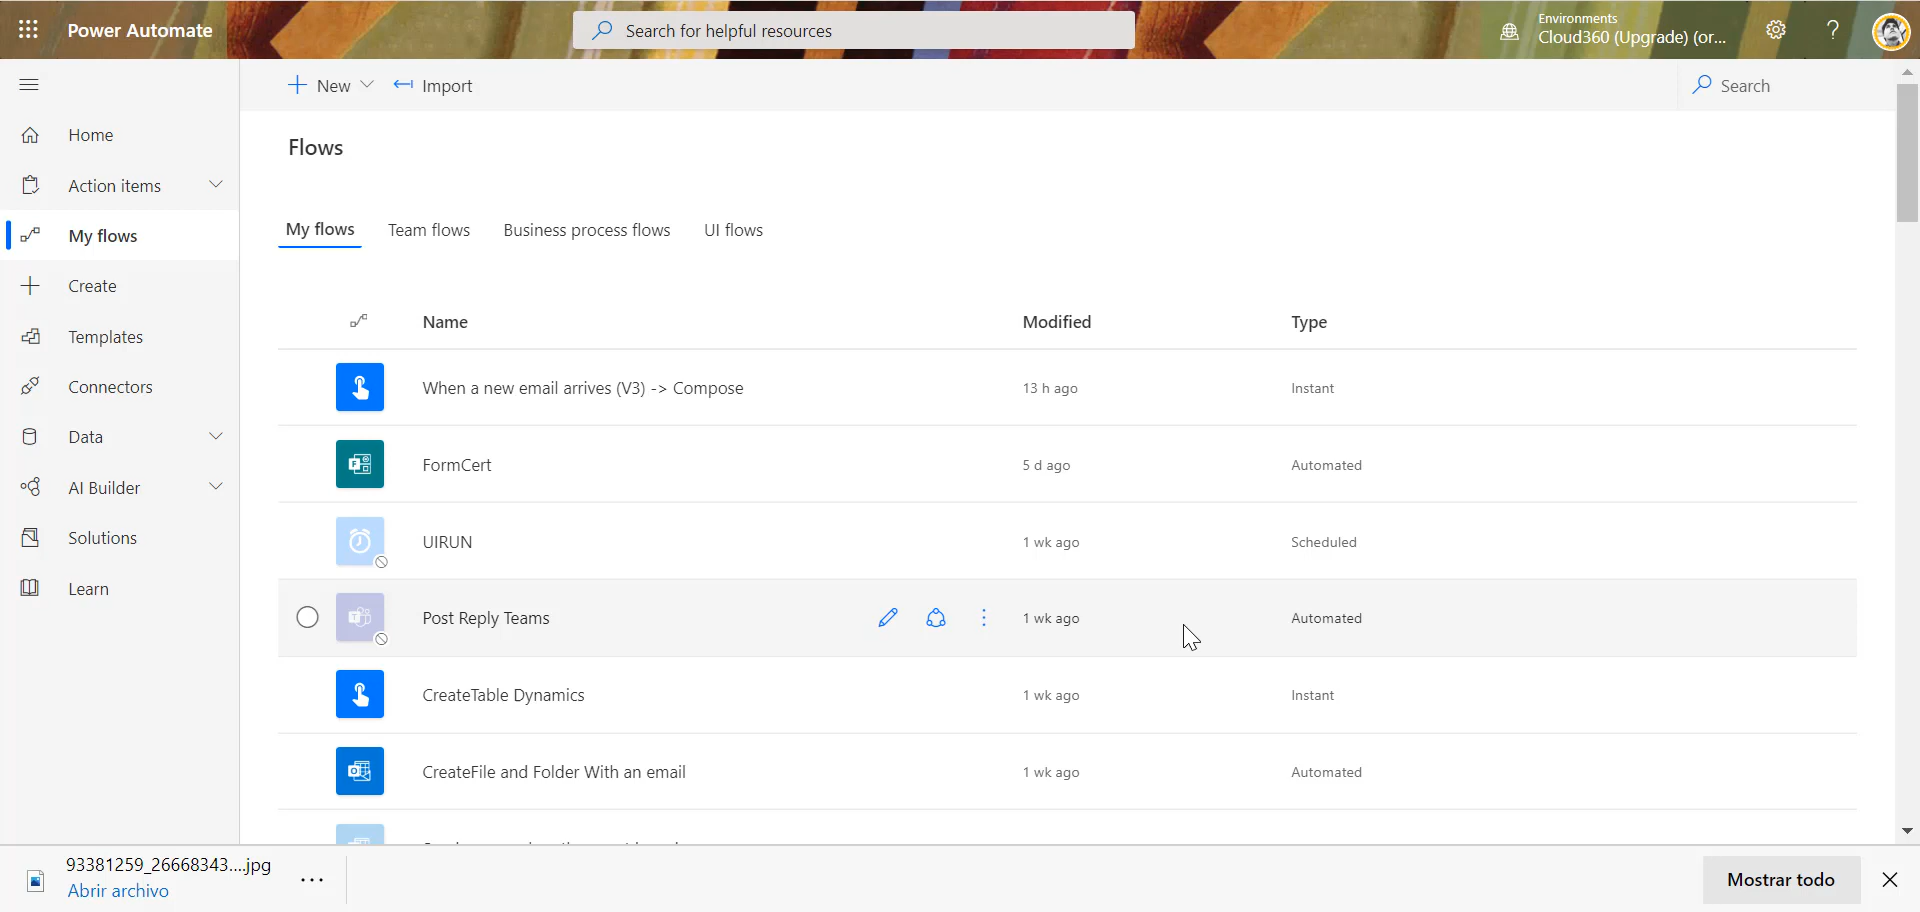 Power Automate
Search for helpful resources
Environments
Cloud360 (Upgrade) (or...
?
New
Import
Search
Home
Action items
My flows
Create
Templates
Connectors
Data
AI Builder
Solutions
Learn
Flows
My flows
Team flows
Business process flows
UI flows
Name
Modified
Type
When a new email arrives (V3) -> Compose
13 h ago
Instant
FormCert
5 d ago
Automated
UIRUN
1 wk ago
Scheduled
Post Reply Teams
1 wk ago
Automated
CreateTable Dynamics
1 wk ago
Instant
CreateFile and Folder With an email
1 wk ago
Automated
93381259_26668343....jpg
Abrir archivo
...
Mostrar todo